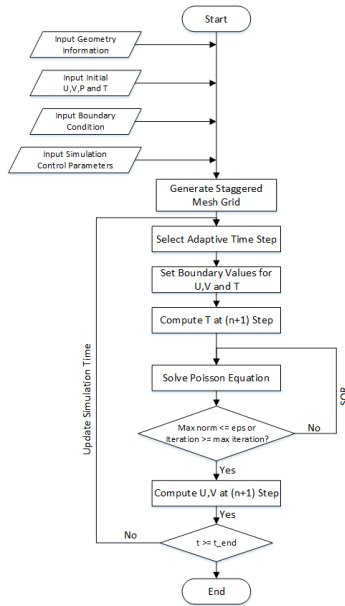 Start
Input Geometry
Information
Input Initial
U,V,P and T
Input Boundary
Condition
Input Simulation
Control Parameters
Generate Staggered
Mesh Grid
Select Adaptive Time Step
Set Boundary Values for
U,V and T
Compute T at (n+1) Step
Solve Poisson Equation
SOR
Max norm <= eps or
Iteration >= max iteration?
No
Yes
Compute U,V at (n+1) Step
Yes
t >= t_end
No
Update Simulation Time
End